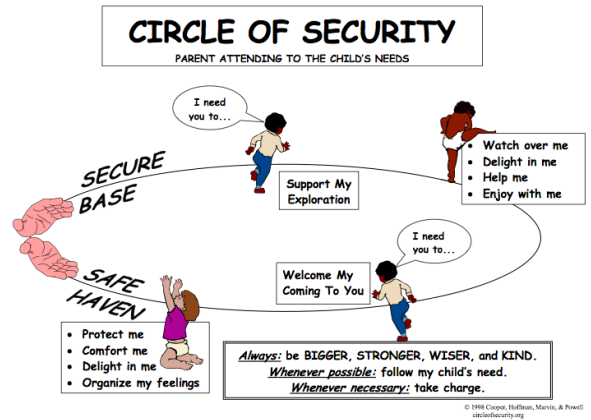 CIRCLE OF SECURITY
PARENT ATTENDING TO THE CHILD'S NEEDS
I need
you to...
SECURE
BASE
Support My
Exploration
• Watch over me
• Delight in me
• Help me
• Enjoy with me
I need
you to...
Welcome My
Coming To You
SAFE
HAVEN
• Protect me
• Comfort me
• Delight in me
• Organize my feelings
Always: be BIGGER, STRONGER, WISER, and KIND.
Whenever possible: follow my child's need.
Whenever necessary: take charge.
© 1998 Cooper, Hoffman, Marvin, & Powell
circleofsecurity.org